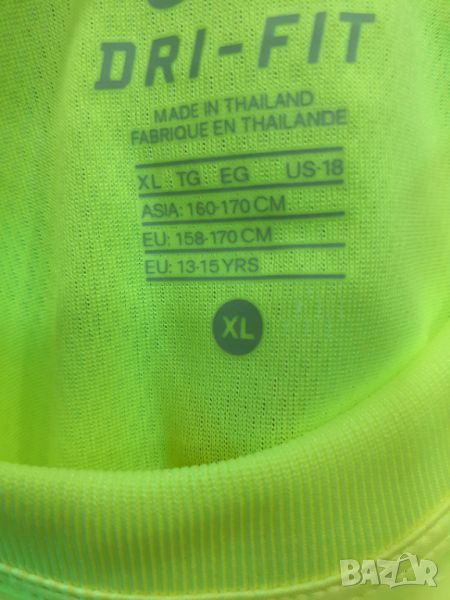 DRI-FIT
MADE IN THAILAND
FABRIQUE EN THAILANDE
XL TG EG US-18
ASIA: 160-170 CM
EU: 158-170 CM
EU: 13-15 YRS
XL
BAZAR